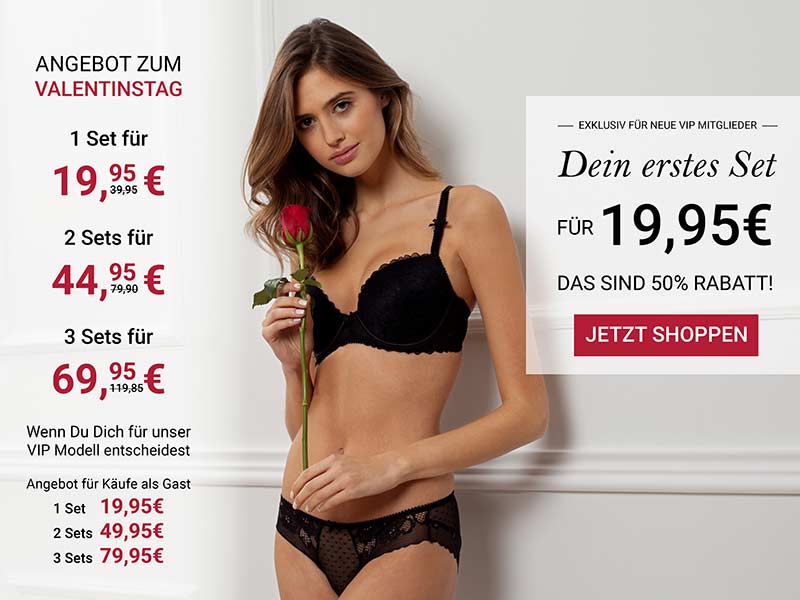 ANGEBOT ZUM
VALENTINSTAG
1 Set für
19,95 €
39,95
2 Sets für
44,95 €
79,90
3 Sets für
69,95 €
119,85
Wenn Du Dich für unser
VIP Modell entscheidest
Angebot für Käufe als Gast
1 Set 19,95€
2 Sets 49,95€
3 Sets 79,95€
EXKLUSIV FÜR NEUE VIP MITGLIEDER
Dein erstes Set
FÜR 19,95€
DAS SIND 50% RABATT!
JETZT SHOPPEN